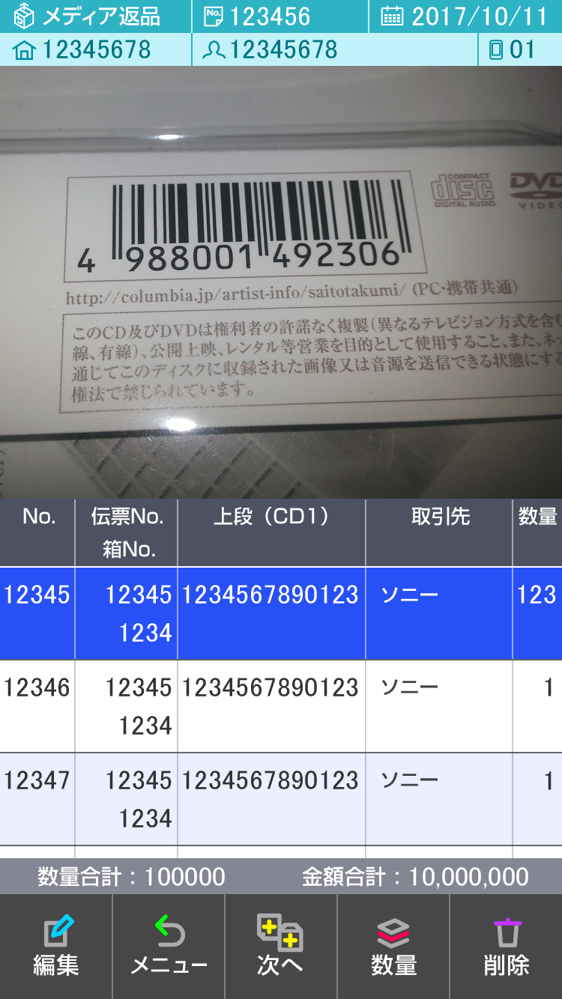 メディア返品
No. 123456
2017/10/11
12345678
12345678
01
COMPACT
disc
DIGITAL AUDIO
DVD
VIDEO
4 988001 492306
http://columbia.jp/artist-info/saitotakumi/ (PC・携帯共通)
このCD及びDVDは権利者の許諾なく複製(異なるテレビジョン方式を含む
線、有線)、公開上映、レンタル等営業を目的として使用すること、また、ネッ
通じてこのディスクに収録された画像又は音源を送信できる状態にする
権法で禁じられています。
No. 伝票No. 上段(CD1) 取引先 数量
箱No.
12345 12345 1234567890123 ソニー 123
1234
12346 12345 1234567890123 ソニー 1
1234
12347 12345 1234567890123 ソニー 1
1234
数量合計:100000 金額合計:10,000,000
編集 メニュー 次へ 数量 削除